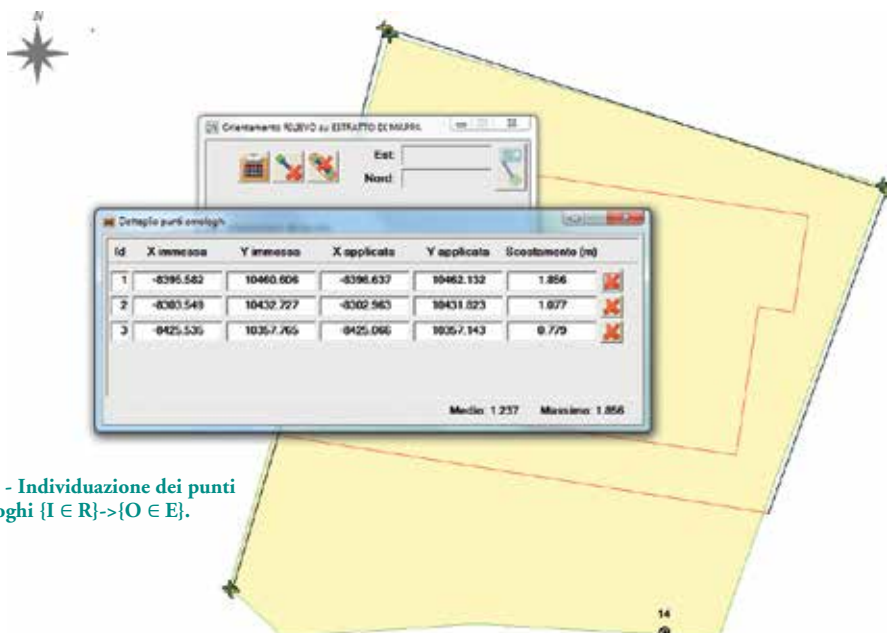 N
Orientamento RILIEVO su ESTRATTO DI MAPPA
Est:
Nord:
Dettaglio punti omologhi
Id X immessa Y immessa X applicata Y applicata Scostamento (m)
1 -8395.582 10460.606 -8396.637 10462.132 1.856
2 -8303.549 10432.727 -8302.963 10431.823 1.077
3 -8425.535 10357.765 -8425.066 10357.143 0.779
Medio: 1.237 Massimo: 1.856
- Individuazione dei punti
oghi {I ∈ R}->{O ∈ E}.
14